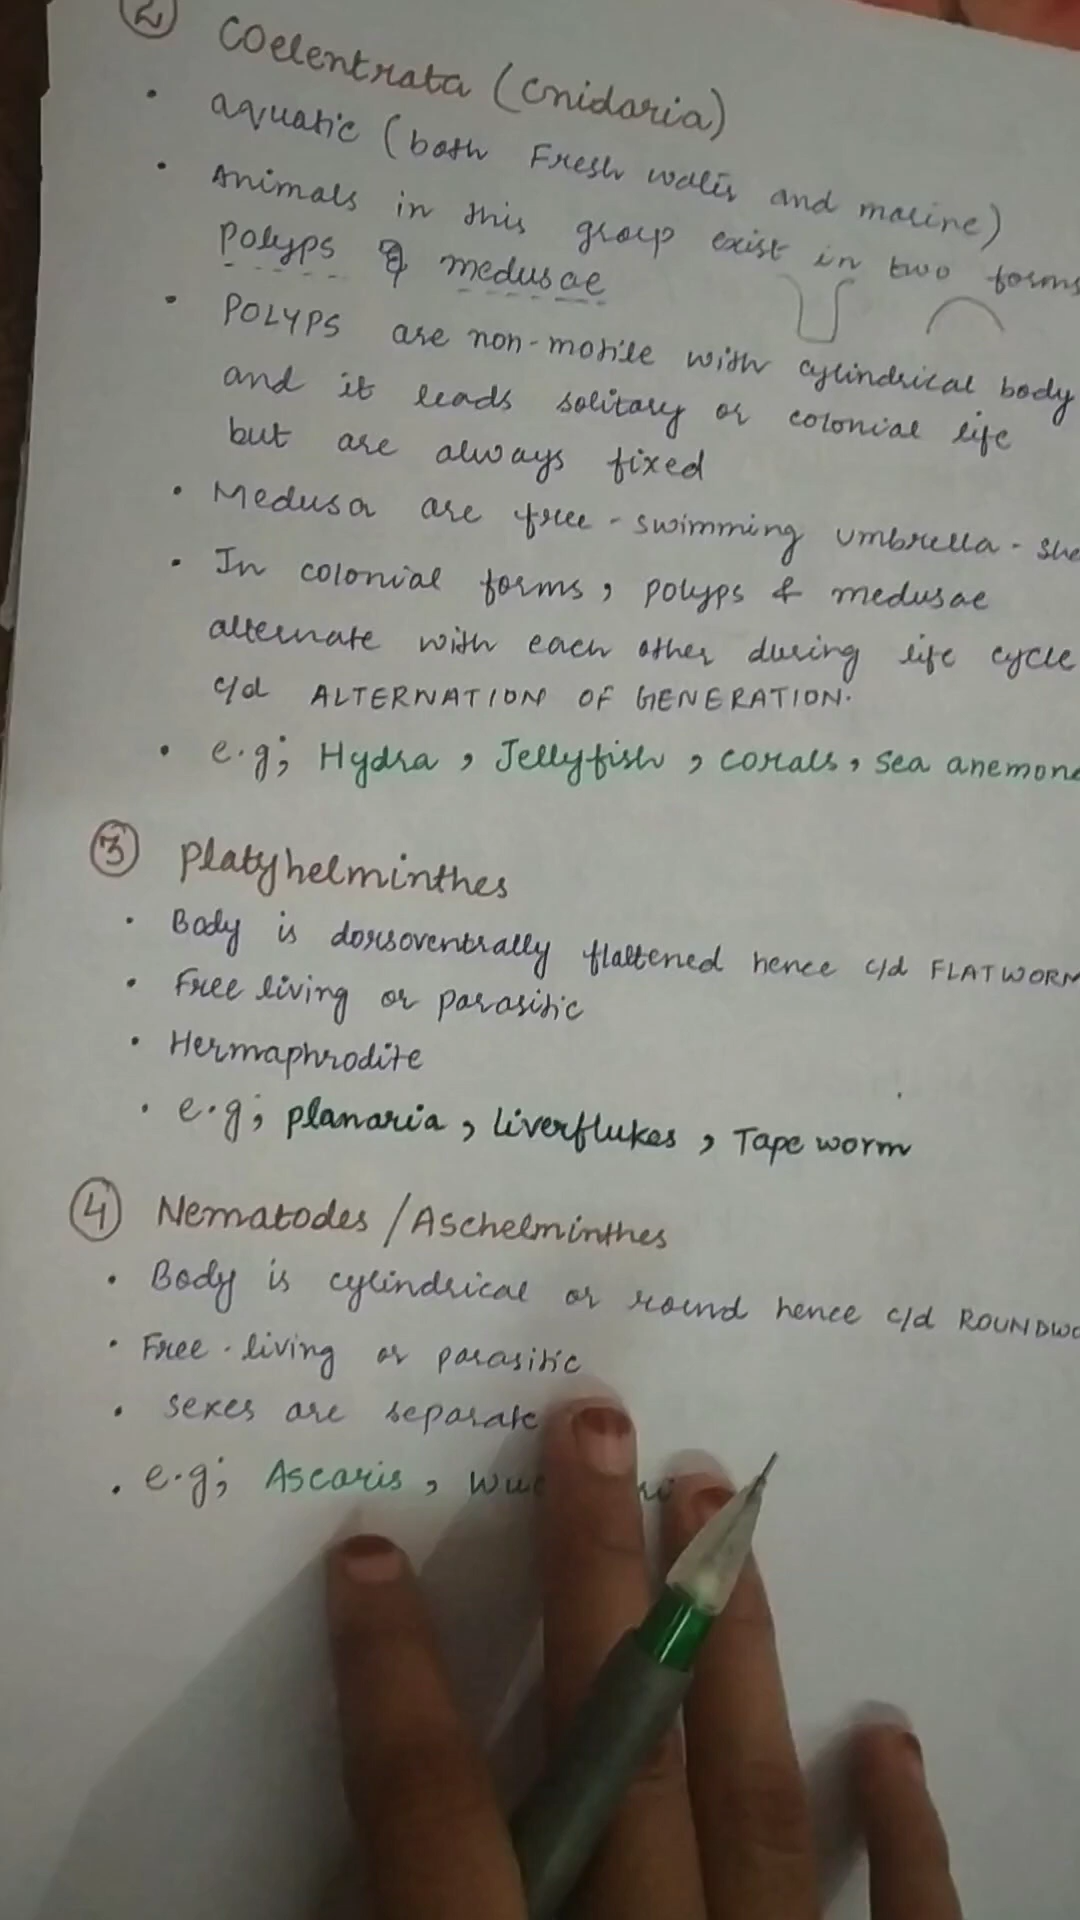 2 Coelentrata (Cnidaria)
• aquatic (both Fresh water and marine)
• Animals in this group exist in two forms
Polyps & medusae
• POLYPS are non-motile with cylindrical body
and it leads solitary or colonial life
but are always fixed
• Medusa are free-swimming umbrella-
• In colonial forms, polyps & medusae
alternate with each other during life cycle
c/d ALTERNATION OF GENERATION.
• e.g; Hydra, Jellyfish, corals, sea
3 Platyhelminthes
• Body is dorsoventrally flattened hence c/d FLATWORM
• Free living or parasitic
• Hermaphrodite
• e.g; planaria, liverflukes, Tape worm
4 Nematodes/Aschelminthes
• Body is cylindrical or round hence c/d
• Free-living or parasitic
• sexes are separate
• e.g; Ascaris,